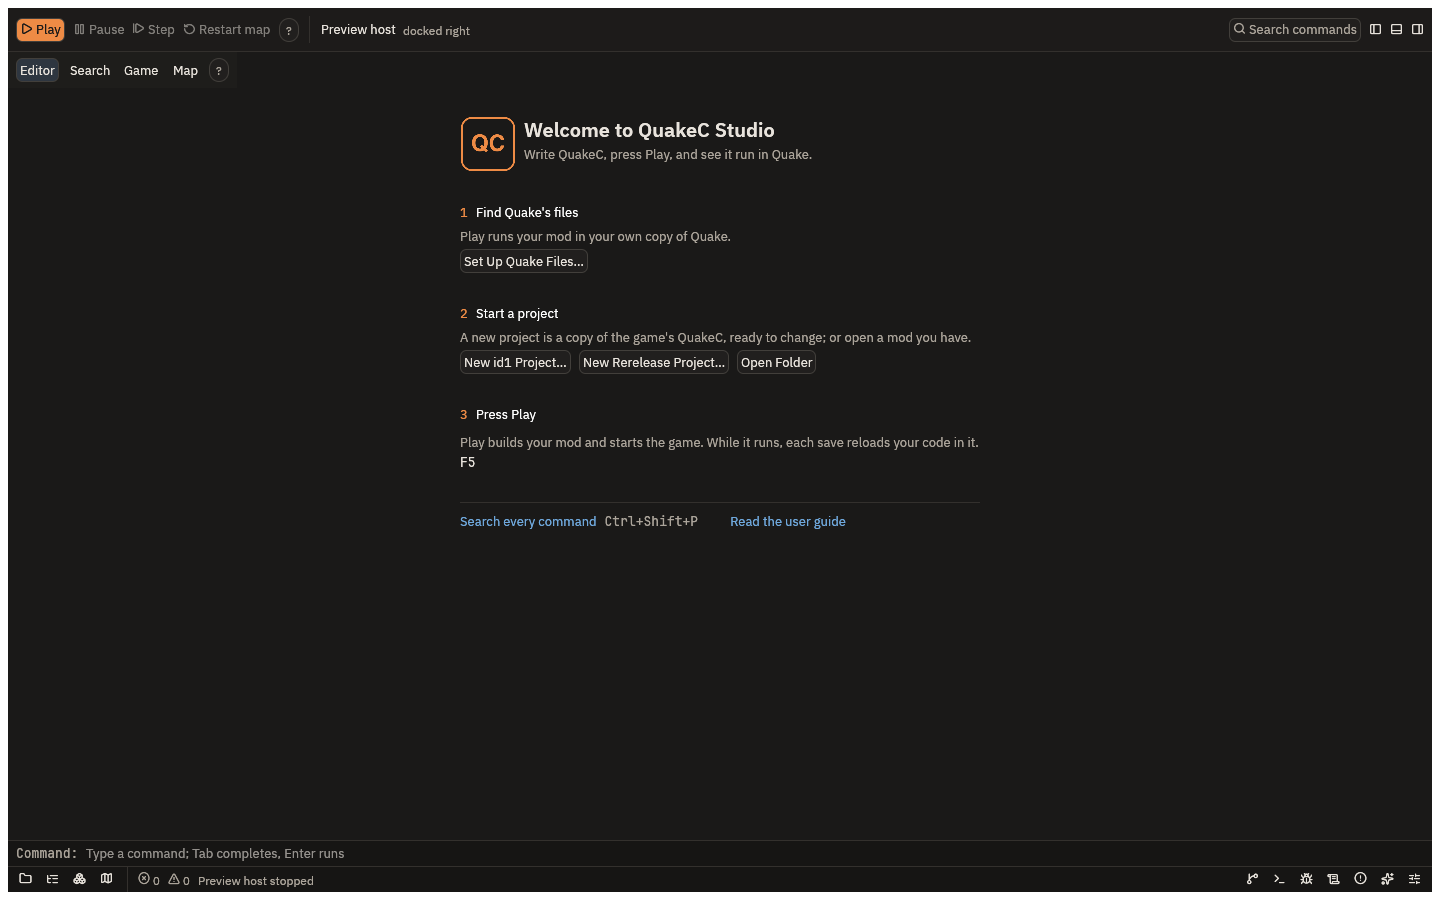 Play Pause Step Restart map ? Preview host docked right Search commands
Editor Search Game Map ?
QC
Welcome to QuakeC Studio
Write QuakeC, press Play, and see it run in Quake.
1 Find Quake's files
Play runs your mod in your own copy of Quake.
Set Up Quake Files...
2 Start a project
A new project is a copy of the game's QuakeC, ready to change; or open a mod you have.
New id1 Project... New Rerelease Project... Open Folder
3 Press Play
Play builds your mod and starts the game. While it runs, each save reloads your code in it.
F5
Search every command Ctrl+Shift+P Read the user guide
Command: Type a command; Tab completes, Enter runs
0 0 Preview host stopped